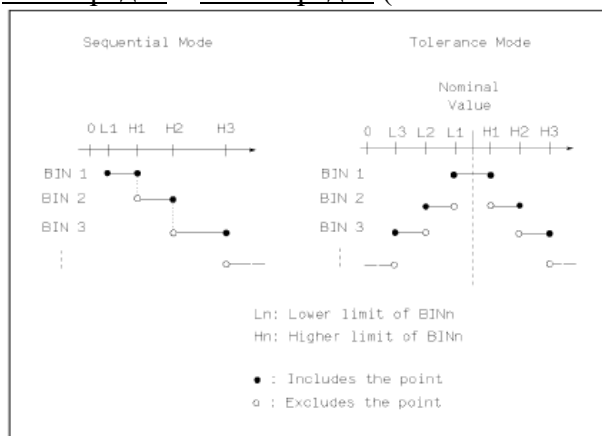 Sequential Mode
Tolerance Mode
Nominal
Value
0 L1 H1 H2 H3
0 L3 L2 L1 H1 H2 H3
BIN 1
BIN 2
BIN 3
BIN 1
BIN 2
BIN 3
Ln: Lower limit of BINn
Hn: Higher limit of BINn
● : Includes the point
○ : Excludes the point